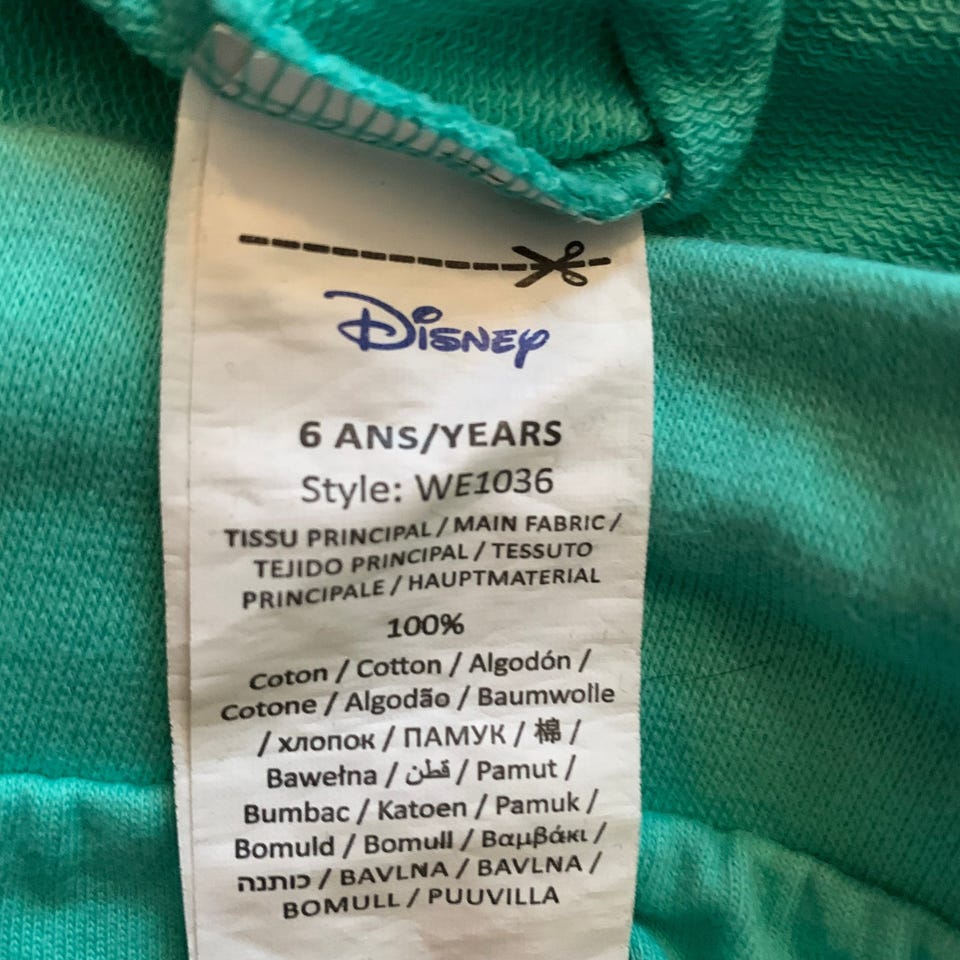 Disney
6 ANS/YEARS
Style: WE1036
TISSU PRINCIPAL / MAIN FABRIC /
TEJIDO PRINCIPAL / TESSUTO
PRINCIPALE / HAUPTMATERIAL
100%
Coton / Cotton / Algodón /
Cotone / Algodão / Baumwolle
/ хлопок / ПАМУК / 棉 /
Bawełna / قطن / Pamut /
Bumbac / Katoen / Pamuk /
Bomuld / Bomull / Βαμβάκι /
כותנה / BAVLNA / BAVLNA /
BOMULL / PUUVILLA